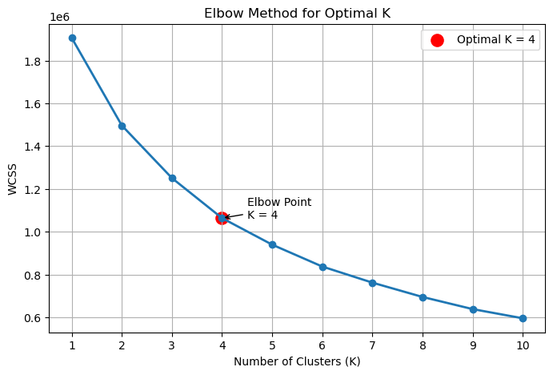 Elbow Method for Optimal K
1e6
Optimal K = 4
1.8
1.6
1.4
1.2
1.0
0.8
0.6
WCSS
Elbow Point
K = 4
1 2 3 4 5 6 7 8 9 10
Number of Clusters (K)